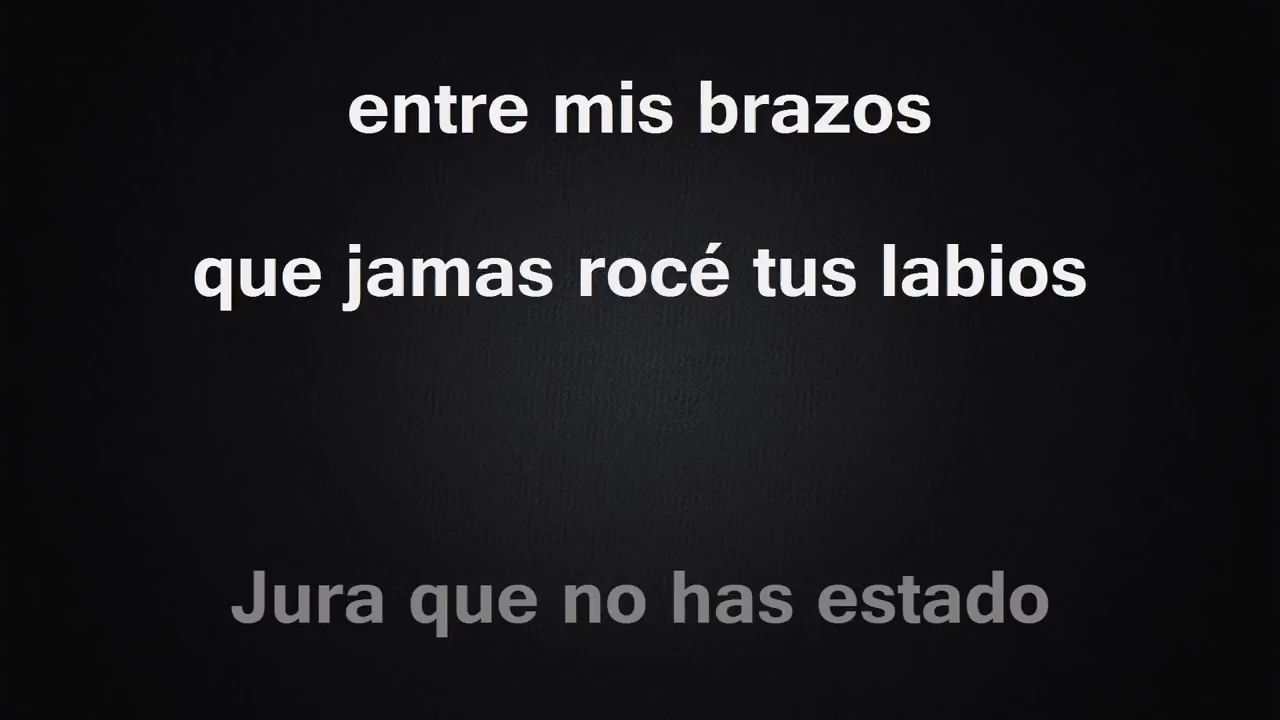 entre mis brazos
que jamas rocé tus labios
Jura que no has estado